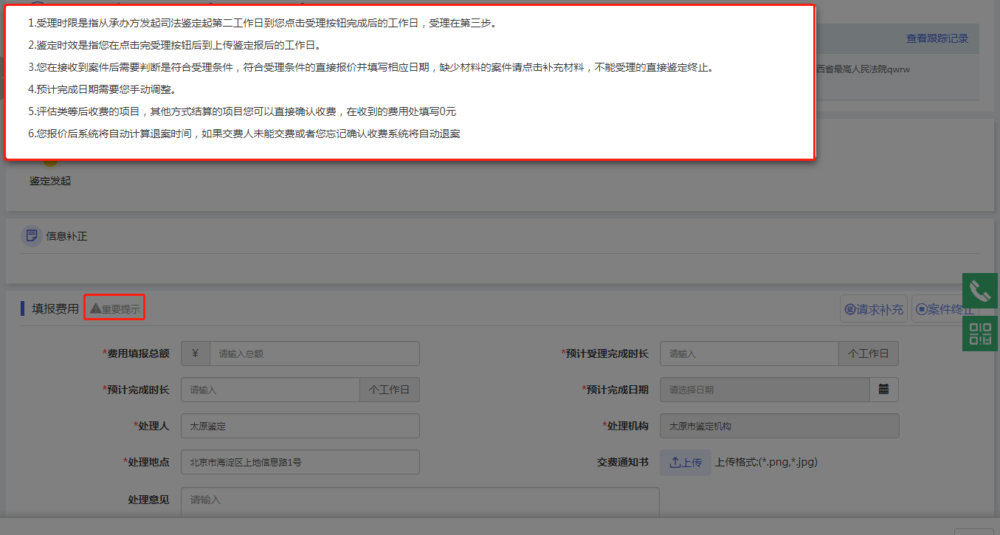 1.受理时限是指从承办方发起司法鉴定起第二工作日到您点击受理按钮完成后的工作日，受理在第三步。
2.鉴定时效是指您在点击完受理按钮后到上传鉴定报后的工作日。
3.您在接收到案件后需要判断是符合受理条件，符合受理条件的直接报价并填写相应日期，缺少材料的案件请点击补充材料，不能受理的直接鉴定终止。
4.预计完成日期需要您手动调整。
5.评估类等后收费的项目，其他方式结算的项目您可以直接确认收费，在收到的费用处填写0元
6.您报价后系统将自动计算退案时间，如果交费人未能交费或者您忘记确认收费系统将自动退案
查看跟踪记录
西省最高人民法院qwrw
鉴定发起
信息补正
填报费用 重要提示 请求补充 案件终止
*费用填报总额 ¥ 请输入总额 *预计受理完成时长 请输入 个工作日
*预计完成时长 请输入 个工作日 *预计完成日期 请选择日期
*处理人 太原鉴定 *处理机构 太原市鉴定机构
*处理地点 北京市海淀区上地信息路1号 交费通知书 上传 上传格式:(*.png,*.jpg)
处理意见 请输入